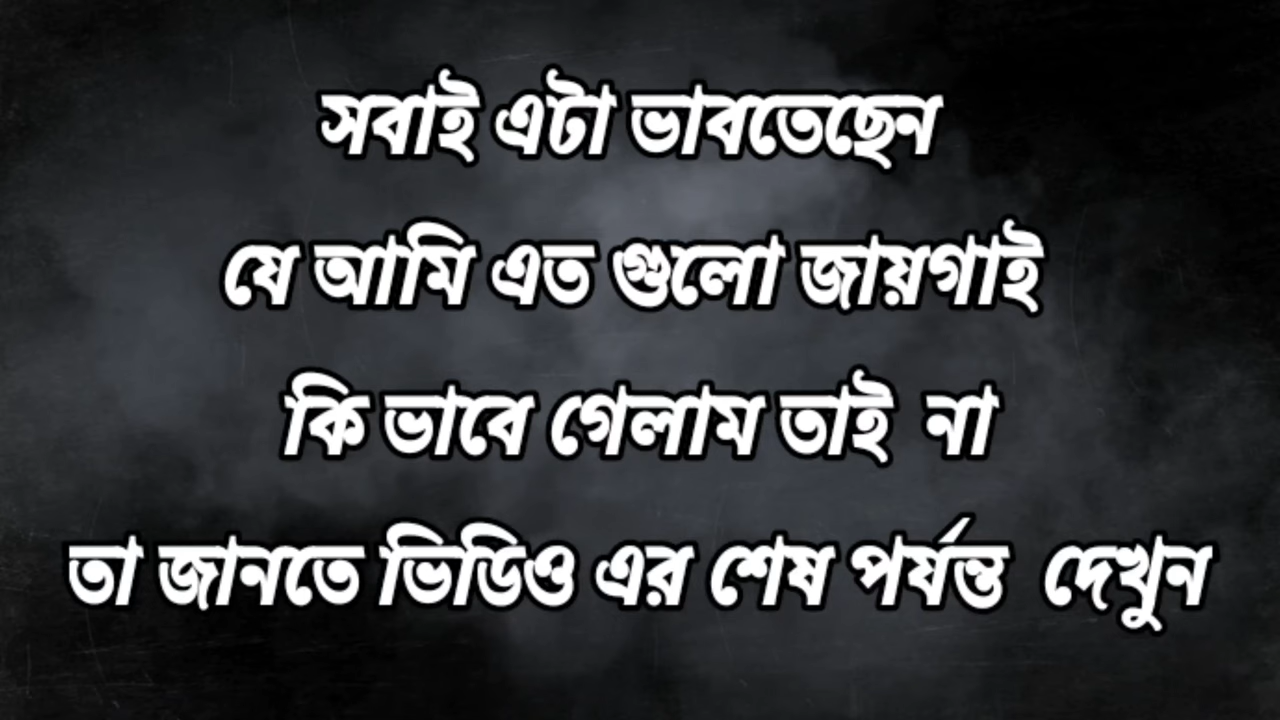 সবাই এটা ভাবতেছেন
যে আমি এত গুলো জায়গাই
কি ভাবে গেলাম তাই না
তা জানতে ভিডিও এর শেষ পর্যন্ত দেখুন